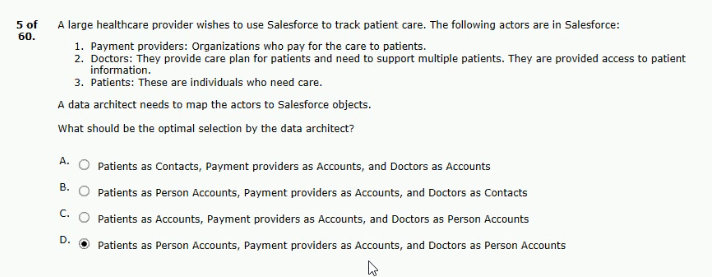 5 of A large healthcare provider wishes to use Salesforce to track patient care. The following actors are in Salesforce:
60.
1. Payment providers: Organizations who pay for the care to patients.
2. Doctors: They provide care plan for patients and need to support multiple patients. They are provided access to patient
information.
3. Patients: These are individuals who need care.
A data architect needs to map the actors to Salesforce objects.
What should be the optimal selection by the data architect?
A. Patients as Contacts, Payment providers as Accounts, and Doctors as Accounts
B. Patients as Person Accounts, Payment providers as Accounts, and Doctors as Contacts
C. Patients as Accounts, Payment providers as Accounts, and Doctors as Person Accounts
D. Patients as Person Accounts, Payment providers as Accounts, and Doctors as Person Accounts